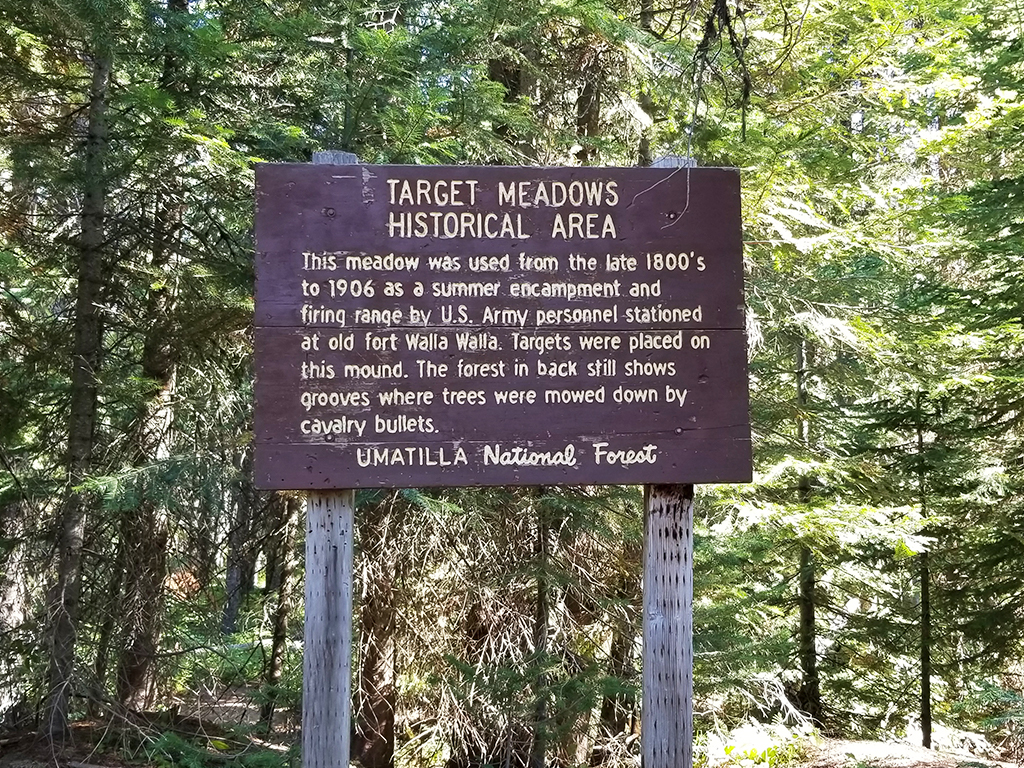 TARGET MEADOWS
HISTORICAL AREA
This meadow was used from the late 1800's
to 1906 as a summer encampment and
firing range by U.S. Army personnel stationed
at old fort Walla Walla. Targets were placed on
this mound. The forest in back still shows
grooves where trees were mowed down by
cavalry bullets.
UMATILLA National Forest